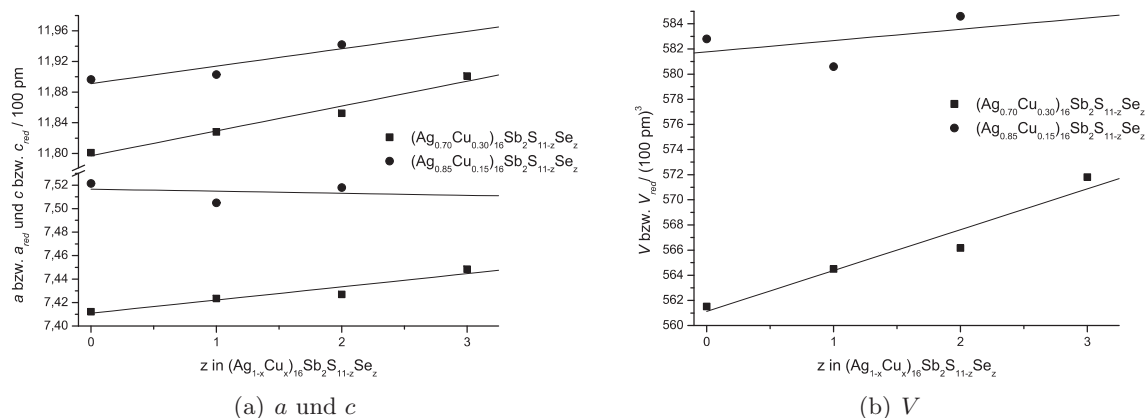 a bzw. a_red und c bzw. c_red / 100 pm
11,96
11,92
11,88
11,84
11,80
7,52
7,50
7,46
7,44
7,42
7,40
(Ag0.70Cu0.30)16Sb2S11-zSez
(Ag0.85Cu0.15)16Sb2S11-zSez
0 1 2 3
z in (Ag1-xCux)16Sb2S11-zSez
(a) a und c
V bzw. V_red / (100 pm)³
584
582
580
578
576
574
572
570
568
566
564
562
560
(Ag0.70Cu0.30)16Sb2S11-zSez
(Ag0.85Cu0.15)16Sb2S11-zSez
0 1 2 3
z in (Ag1-xCux)16Sb2S11-zSez
(b) V